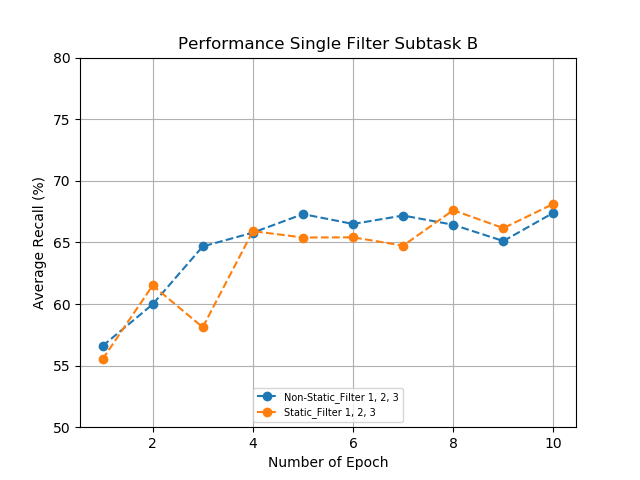 Performance Single Filter Subtask B
80
75
70
65
60
55
50
Average Recall (%)
2 4 6 8 10
Number of Epoch
Non-Static_Filter 1, 2, 3
Static_Filter 1, 2, 3